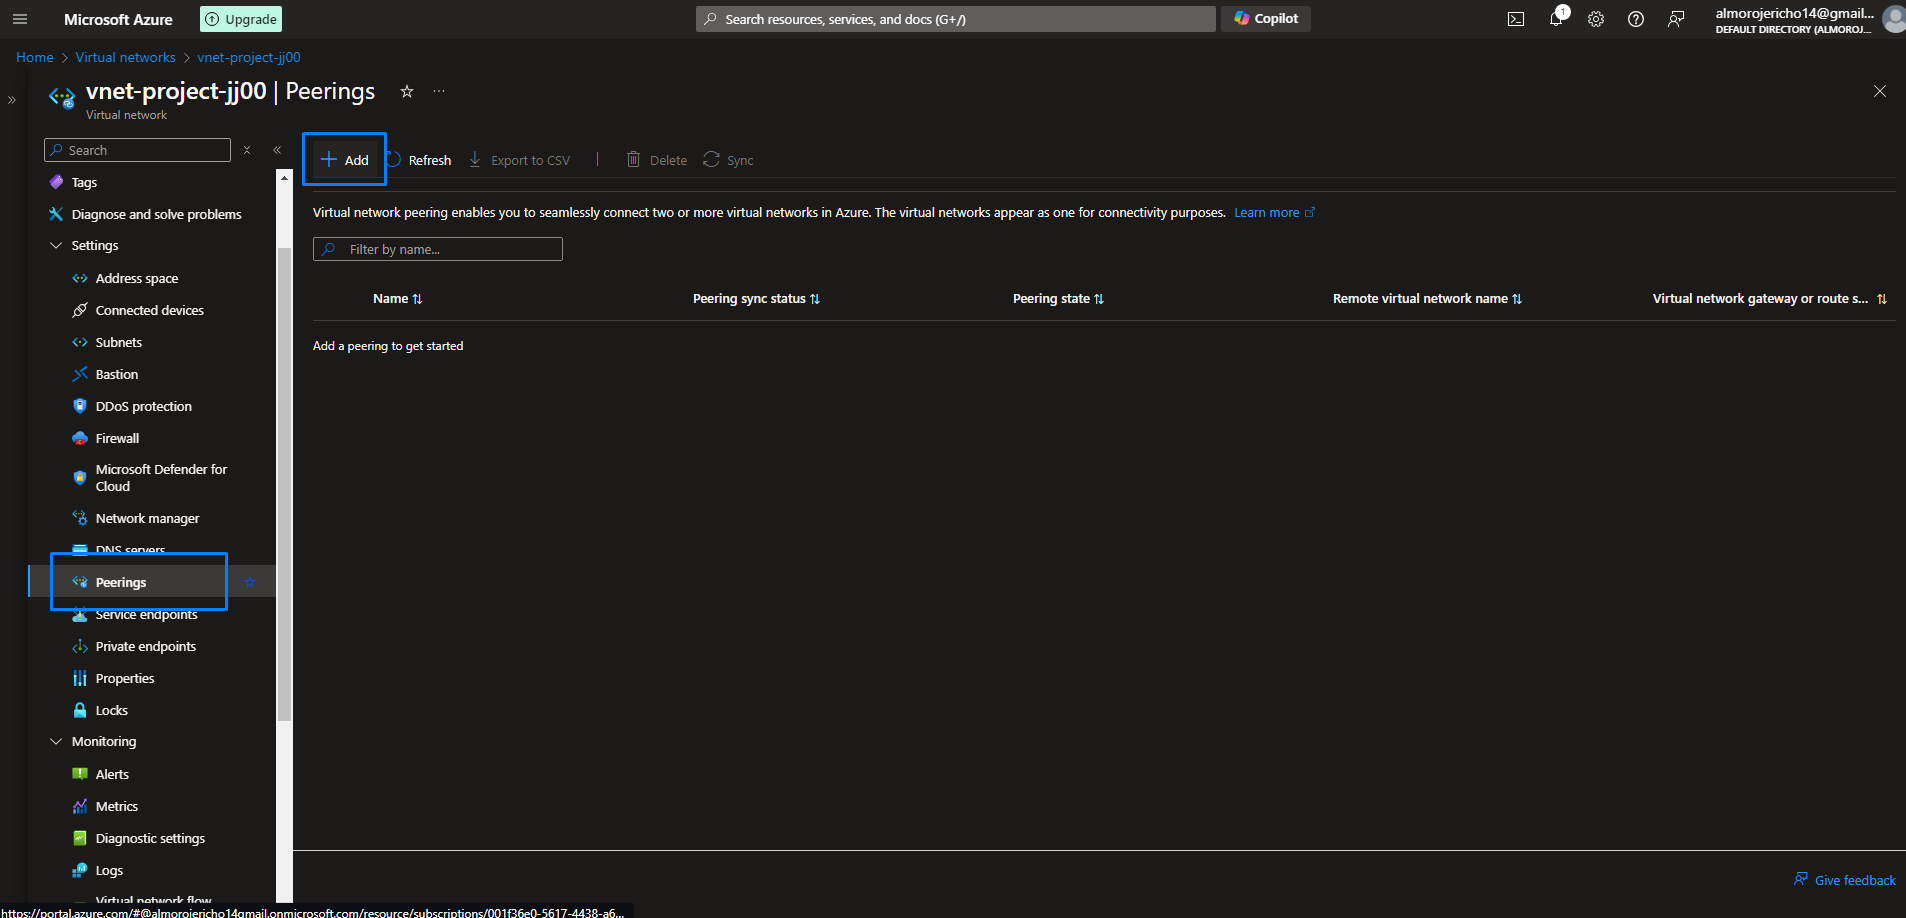 Microsoft Azure
Upgrade
Search resources, services, and docs (G+/)
Copilot
1
almorojericho14@gmail...
DEFAULT DIRECTORY (ALMOROJ...
Home > Virtual networks > vnet-project-jj00
vnet-project-jj00 | Peerings
Virtual network
Search
Add
Refresh
Export to CSV
Delete
Sync
Tags
Diagnose and solve problems
Settings
Address space
Connected devices
Subnets
Bastion
DDoS protection
Firewall
Microsoft Defender for
Cloud
Network manager
DNS servers
Peerings
Service endpoints
Private endpoints
Properties
Locks
Monitoring
Alerts
Metrics
Diagnostic settings
Logs
Virtual network flow
Virtual network peering enables you to seamlessly connect two or more virtual networks in Azure. The virtual networks appear as one for connectivity purposes. Learn more
Filter by name...
Name
Peering sync status
Peering state
Remote virtual network name
Virtual network gateway or route s...
Add a peering to get started
Give feedback
https://portal.azure.com/#@almorojericho14gmail.onmicrosoft.com/resource/subscriptions/001f36e0-5617-4438-a6...